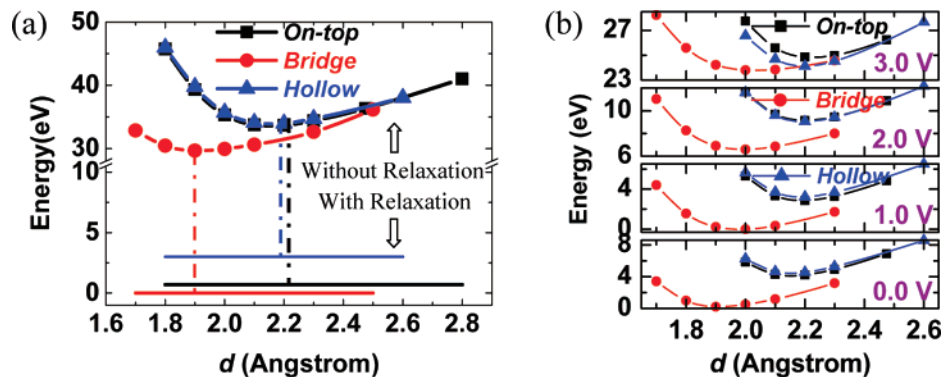 (a)
50
40
30
10
5
0
Energy(eV)
On-top
Bridge
Hollow
Without Relaxation
With Relaxation
1.6 1.8 2.0 2.2 2.4 2.6 2.8
d (Angstrom)
(b)
27
23
On-top
3.0 V
10
6
Bridge
2.0 V
4
0
Hollow
1.0 V
8
4
0
0.0 V
Energy (eV)
1.8 2.0 2.2 2.4 2.6
d (Angstrom)